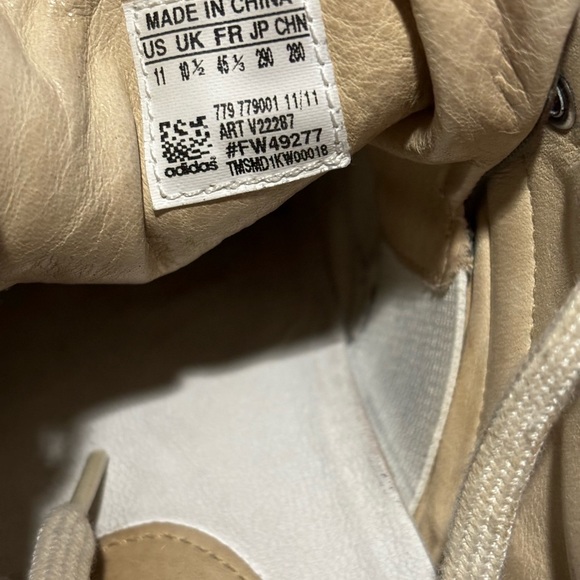 MADE IN CHINA
US UK FR JP CHN
11 10½ 45⅓ 290 280
779 779001 11/11
ART V22287
#FW49277
TMSMD1KW00018
adidas